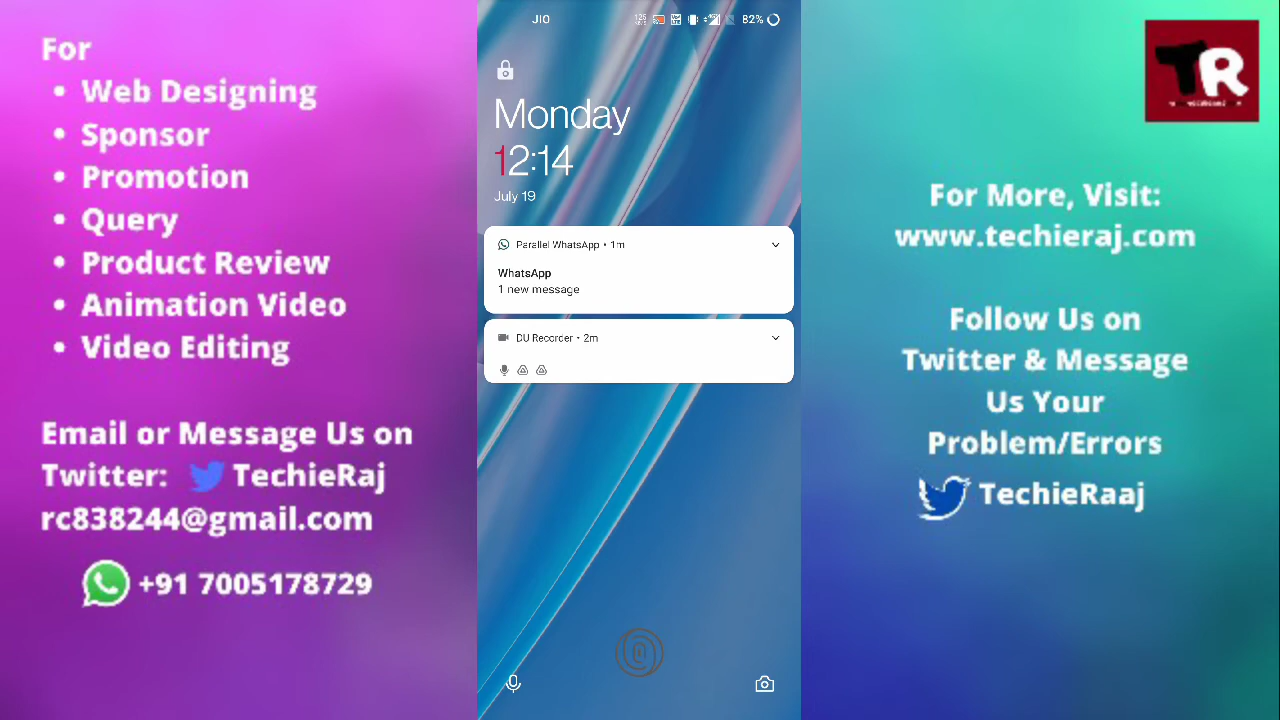 For
• Web Designing
• Sponsor
• Promotion
• Query
• Product Review
• Animation Video
• Video Editing
Email or Message Us on
Twitter: TechieRaj
rc838244@gmail.com
+91 7005178729
JIO
125
82%
Monday
12:14
July 19
Parallel WhatsApp • 1m
WhatsApp
1 new message
DU Recorder • 2m
TR
For More, Visit:
www.techieraj.com
Follow Us on
Twitter & Message
Us Your
Problem/Errors
TechieRaaj